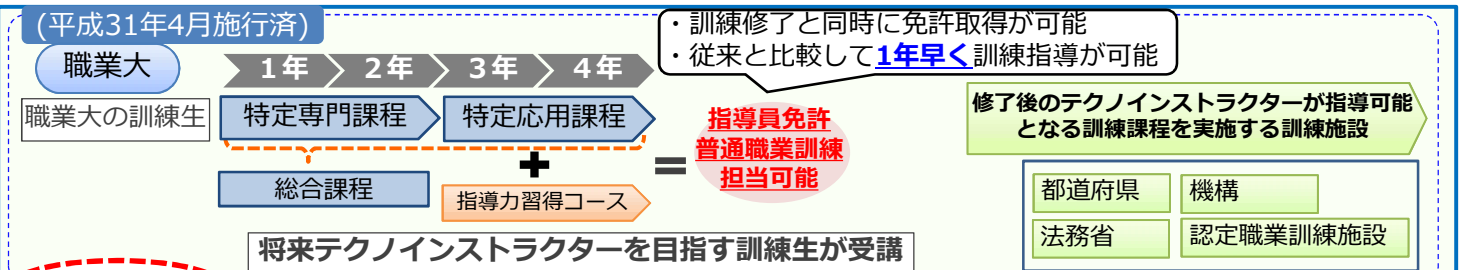 (平成31年4月施行済)
・訓練修了と同時に免許取得が可能
・従来と比較して1年早く訓練指導が可能
職業大
1年
2年
3年
4年
職業大の訓練生
特定専門課程
特定応用課程
指導員免許
普通職業訓練
担当可能
修了後のテクノインストラクターが指導可能
となる訓練課程を実施する訓練施設
+
=
総合課程
指導力習得コース
都道府県
機構
法務省
認定職業訓練施設
将来テクノインストラクターを目指す訓練生が受講